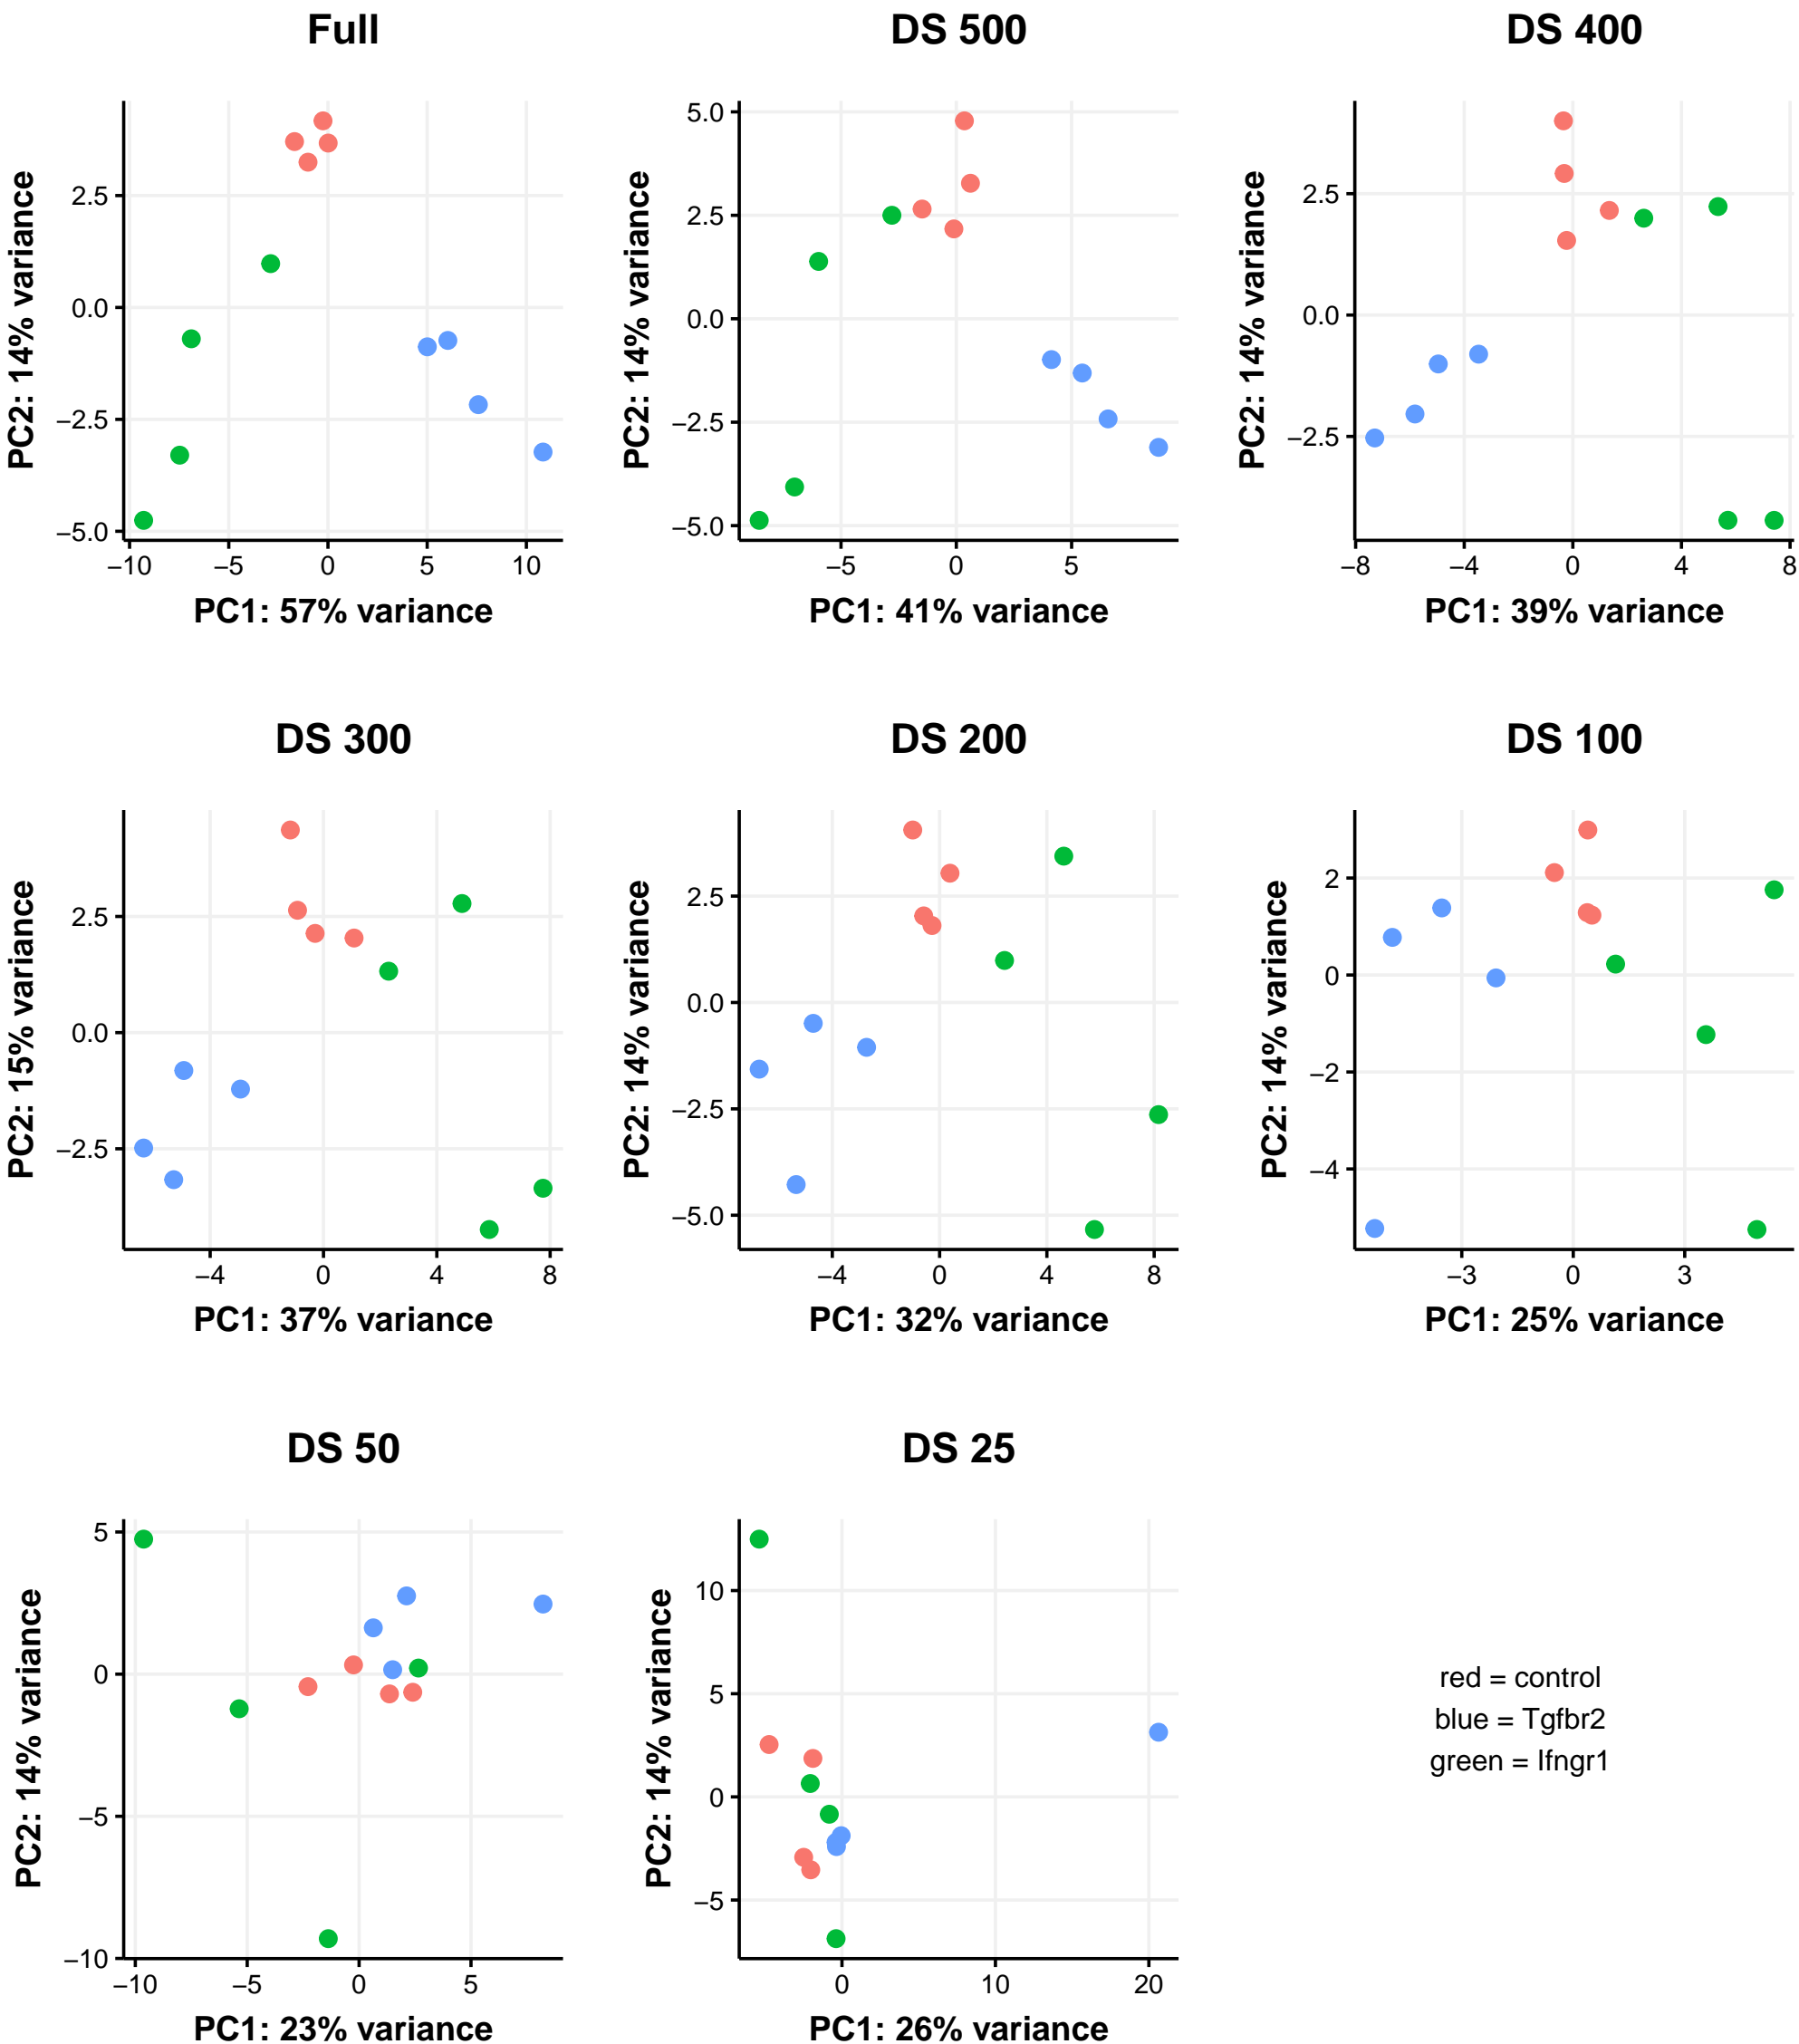 Full
DS 500
DS 400
PC2: 14% variance
2.5
0.0
−2.5
−5.0
−10
−5
0
5
10
PC1: 57% variance
PC2: 14% variance
5.0
2.5
0.0
−2.5
−5.0
−5
0
5
PC1: 41% variance
PC2: 14% variance
2.5
0.0
−2.5
−8
−4
0
4
8
PC1: 39% variance
DS 300
DS 200
DS 100
PC2: 15% variance
2.5
0.0
−2.5
−4
0
4
8
PC1: 37% variance
PC2: 14% variance
2.5
0.0
−2.5
−5.0
−4
0
4
8
PC1: 32% variance
PC2: 14% variance
2
0
−2
−4
−3
0
3
PC1: 25% variance
DS 50
DS 25
PC2: 14% variance
5
0
−5
−10
−10
−5
0
5
PC1: 23% variance
PC2: 14% variance
10
5
0
−5
0
10
20
PC1: 26% variance
red = control
blue = Tgfbr2
green = Ifngr1